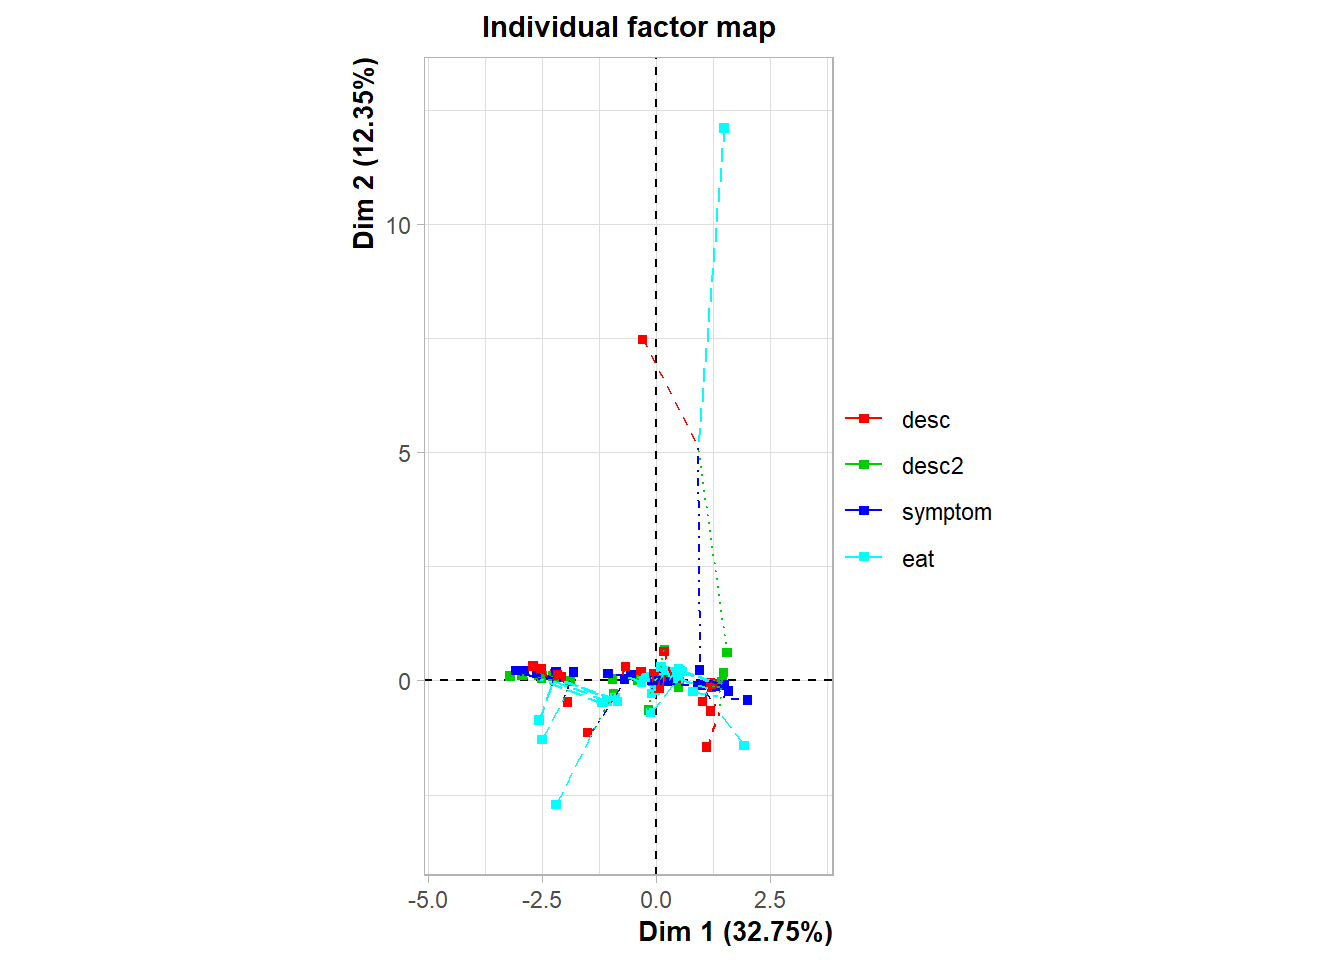 Individual factor map
Dim 2 (12.35%)
10
5
0
-5.0
-2.5
0.0
2.5
Dim 1 (32.75%)
desc
desc2
symptom
eat